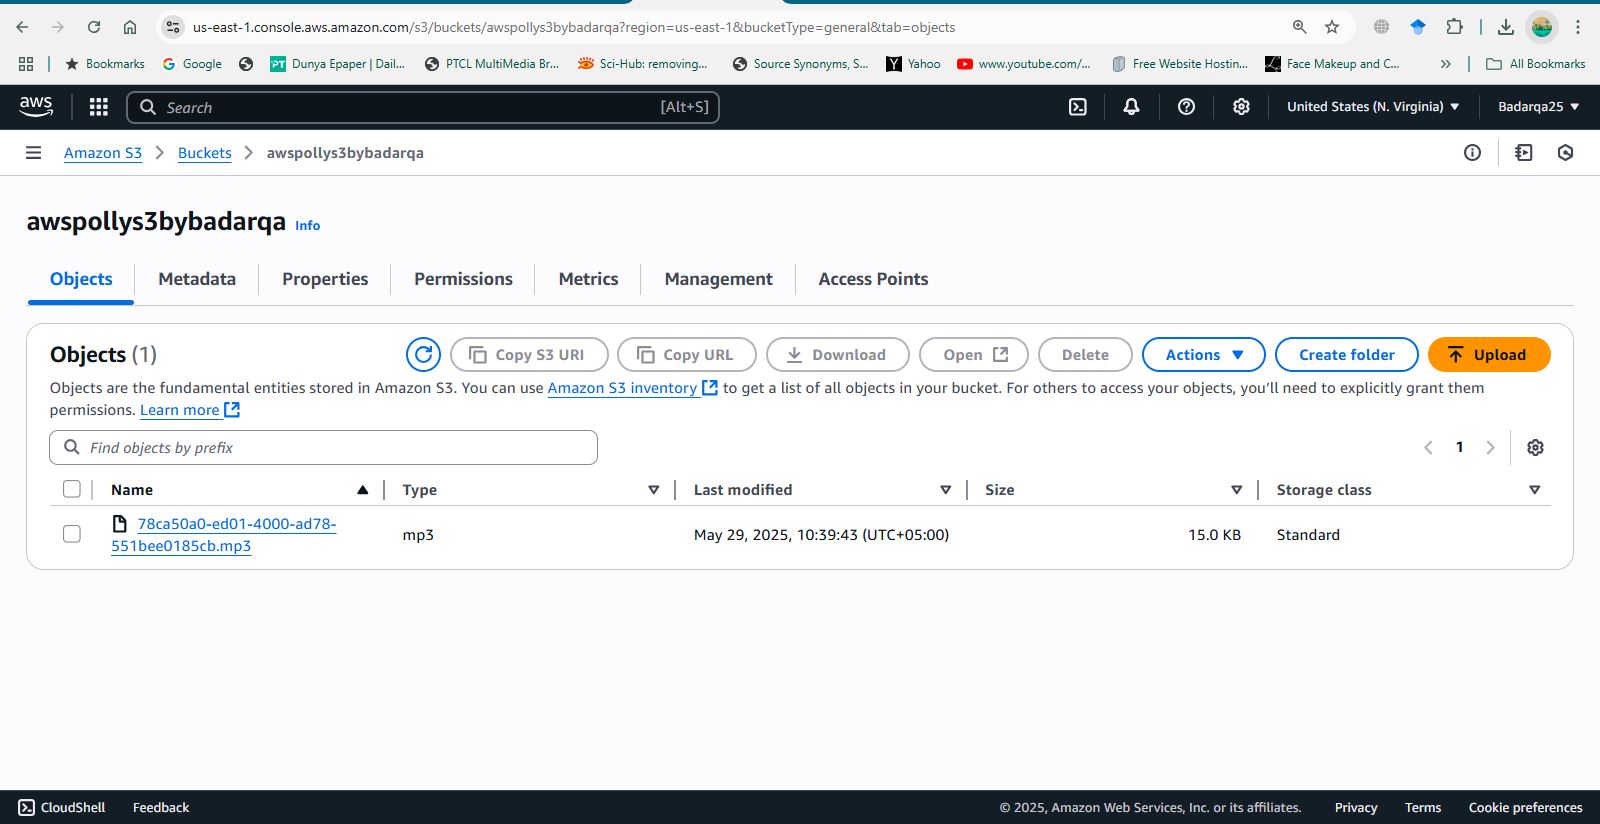 us-east-1.console.aws.amazon.com/s3/buckets/awspollys3bybadarqa?region=us-east-1&bucketType=general&tab=objects
Bookmarks Google PT Dunya Epaper | Dail... PTCL MultiMedia Br... Sci-Hub: removing... Source Synonyms, S... Y Yahoo www.youtube.com/... Free Website Hostin... Face Makeup and C... All Bookmarks
aws Search [Alt+S] United States (N. Virginia) Badarqa25
Amazon S3 Buckets awspollys3bybadarqa
awspollys3bybadarqa Info
Objects Metadata Properties Permissions Metrics Management Access Points
Objects (1) Copy S3 URI Copy URL Download Open Delete Actions Create folder Upload
Objects are the fundamental entities stored in Amazon S3. You can use Amazon S3 inventory to get a list of all objects in your bucket. For others to access your objects, you’ll need to explicitly grant them
permissions. Learn more
Find objects by prefix 1
Name Type Last modified Size Storage class
78ca50a0-ed01-4000-ad78-
551bee0185cb.mp3 mp3 May 29, 2025, 10:39:43 (UTC+05:00) 15.0 KB Standard
CloudShell Feedback © 2025, Amazon Web Services, Inc. or its affiliates. Privacy Terms Cookie preferences